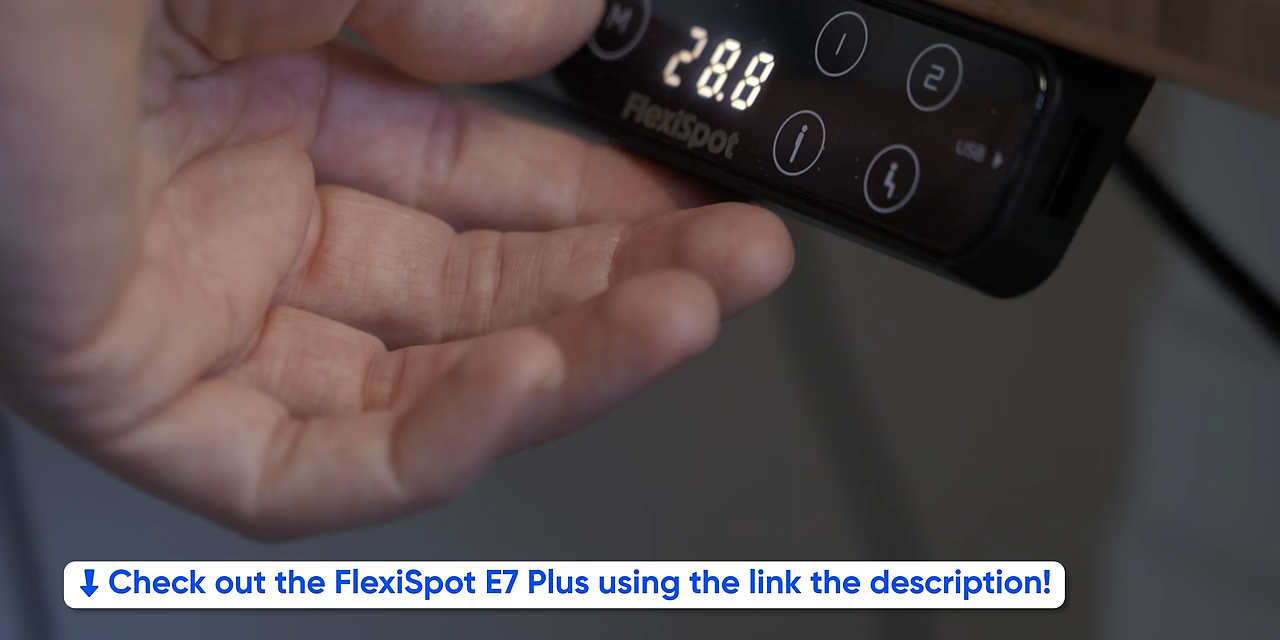 M
28.8
1
2
FlexiSpot
USB
Check out the FlexiSpot E7 Plus using the link the description!